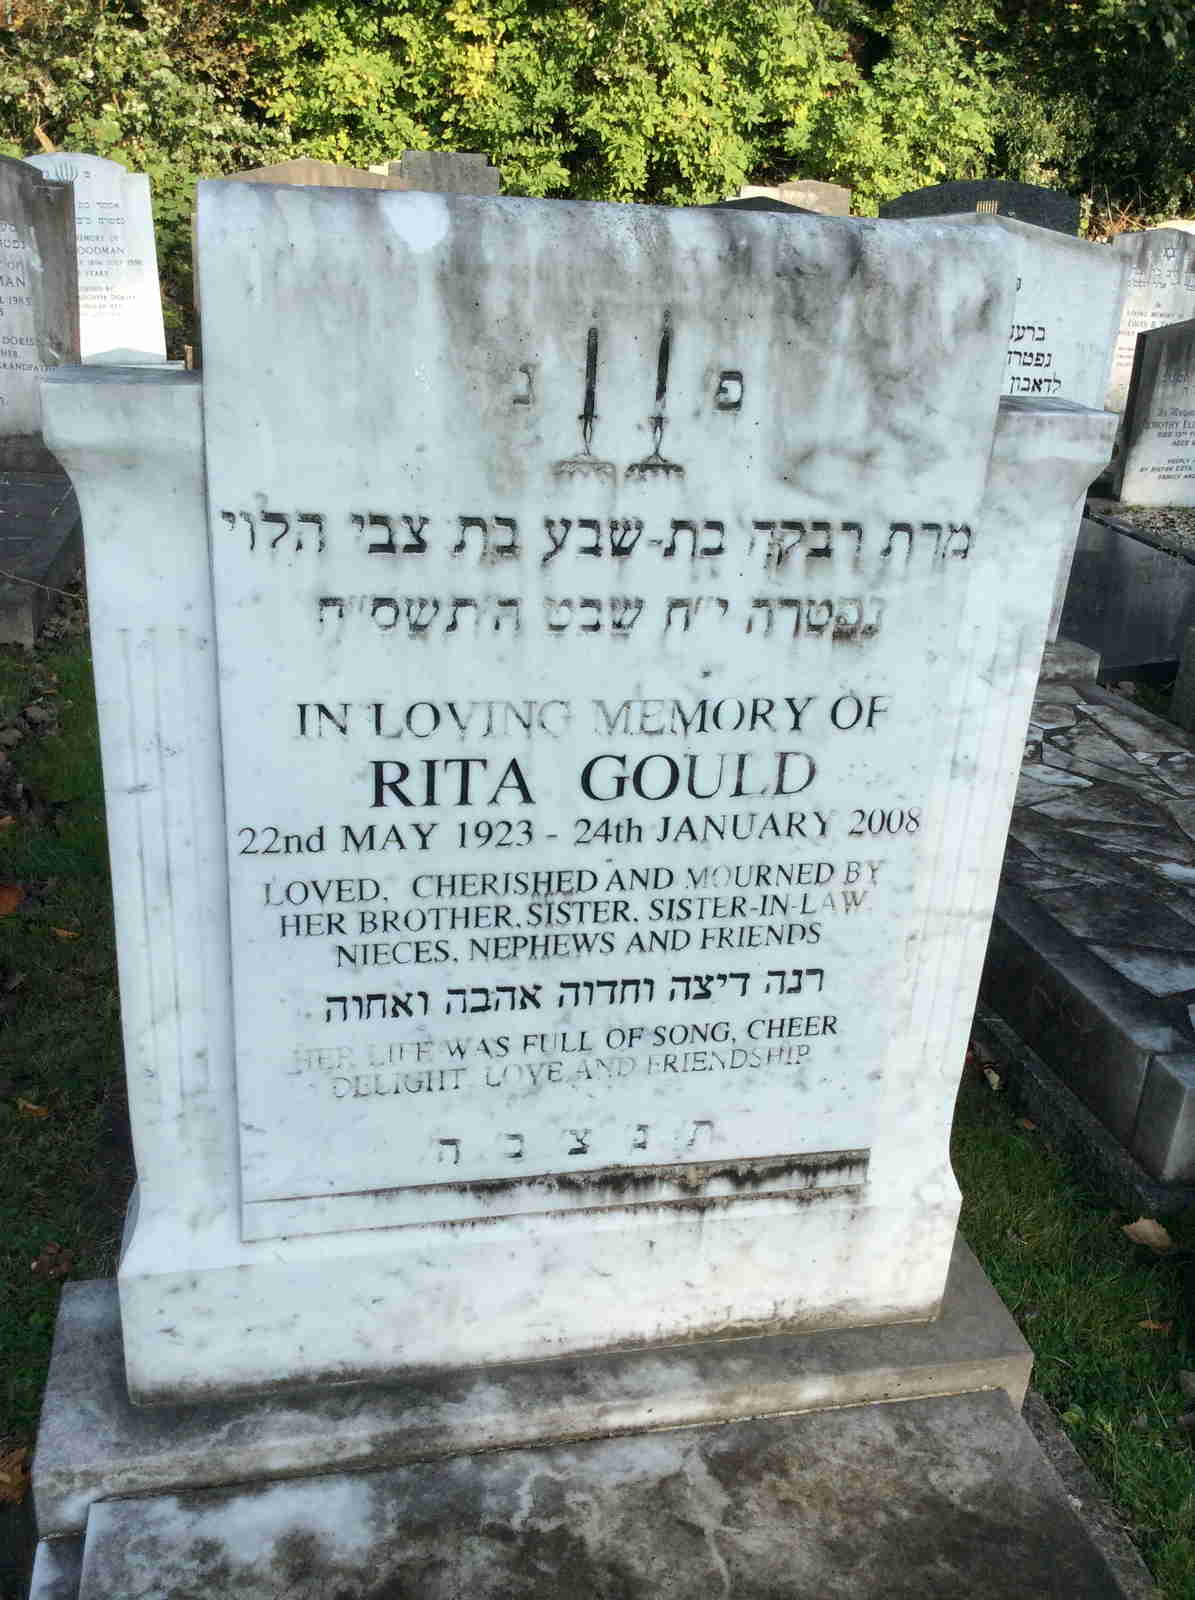 פ נ
מרת רבקה בת-שבע בת צבי הלוי
נפטרה י״ח שבט ה׳תשס״ח
IN LOVING MEMORY OF
RITA GOULD
22nd MAY 1923 - 24th JANUARY 2008
LOVED, CHERISHED AND MOURNED BY
HER BROTHER, SISTER, SISTER-IN-LAW,
NIECES, NEPHEWS AND FRIENDS
רנה דיצה וחדוה אהבה ואחוה
HER LIFE WAS FULL OF SONG, CHEER
DELIGHT LOVE AND FRIENDSHIP
ת נ צ ב ה